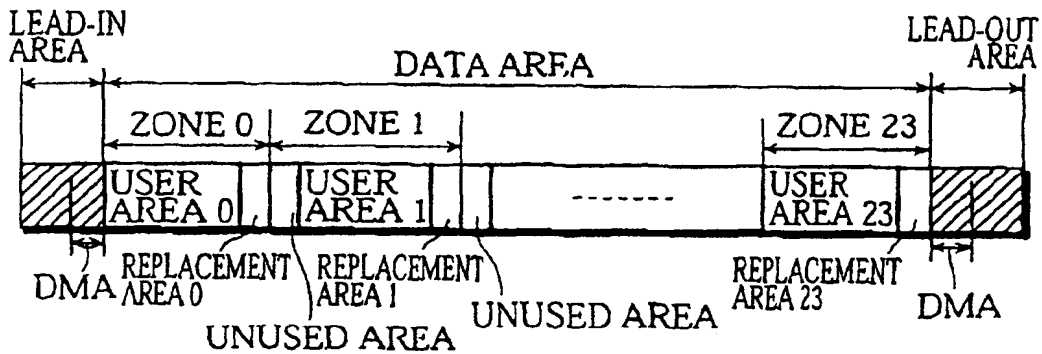 LEAD-IN
AREA
DATA AREA
LEAD-OUT
AREA
ZONE 0
ZONE 1
ZONE 23
USER
AREA 0
USER
AREA 1
USER
AREA 23
DMA
REPLACEMENT
AREA 0
REPLACEMENT
AREA 1
REPLACEMENT
AREA 23
DMA
UNUSED AREA
UNUSED AREA